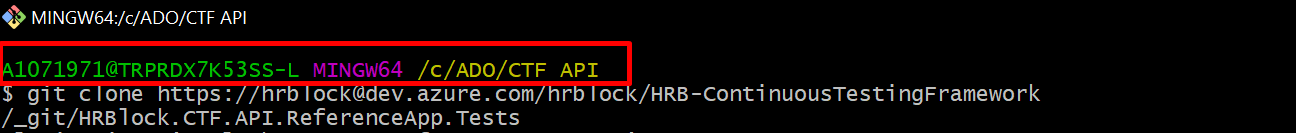 MINGW64:/c/ADO/CTF API
A1071971@TRPRDX7K53SS-L MINGW64 /c/ADO/CTF API
$ git clone https://hrblock@dev.azure.com/hrblock/HRB-ContinuousTestingFramework
/_git/HRBlock.CTF.API.ReferenceApp.Tests